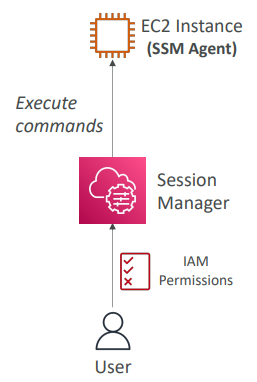 EC2 Instance
(SSM Agent)
Execute
commands
Session
Manager
IAM
Permissions
User